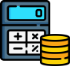 0
+ ×
% =